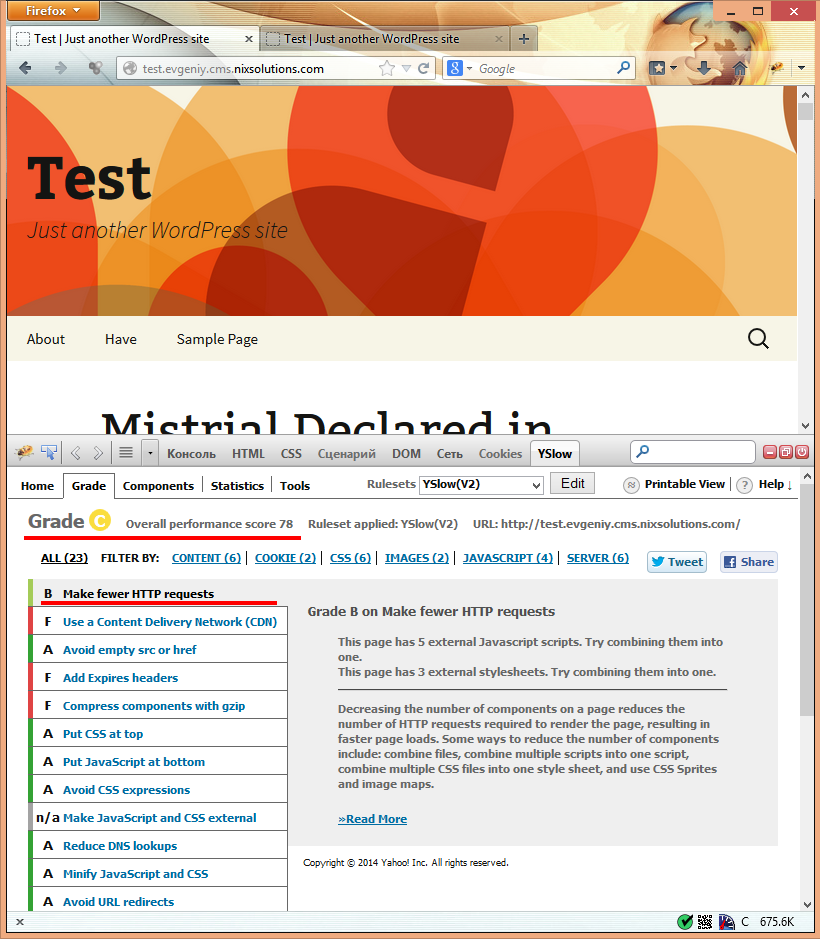 Firefox
Test | Just another WordPress site
Test | Just another WordPress site
test.evgeniy.cms.nixsolutions.com
8 Google
Test
Just another WordPress site
About Have Sample Page
Mistrial Declared in
Консоль HTML CSS Сценарий DOM Сеть Cookies YSlow
Home Grade Components Statistics Tools Rulesets YSlow(V2) Edit Printable View ? Help ↓
Grade C Overall performance score 78 Ruleset applied: YSlow(V2) URL: http://test.evgeniy.cms.nixsolutions.com/
ALL (23) FILTER BY: CONTENT (6) COOKIE (2) CSS (6) IMAGES (2) JAVASCRIPT (4) SERVER (6) Tweet Share
B Make fewer HTTP requests
F Use a Content Delivery Network (CDN)
A Avoid empty src or href
F Add Expires headers
F Compress components with gzip
A Put CSS at top
A Put JavaScript at bottom
A Avoid CSS expressions
n/a Make JavaScript and CSS external
A Reduce DNS lookups
A Minify JavaScript and CSS
A Avoid URL redirects
Grade B on Make fewer HTTP requests
This page has 5 external Javascript scripts. Try combining them into
one.
This page has 3 external stylesheets. Try combining them into one.
Decreasing the number of components on a page reduces the
number of HTTP requests required to render the page, resulting in
faster page loads. Some ways to reduce the number of components
include: combine files, combine multiple scripts into one script,
combine multiple CSS files into one style sheet, and use CSS Sprites
and image maps.
»Read More
Copyright © 2014 Yahoo! Inc. All rights reserved.
C 675.6K